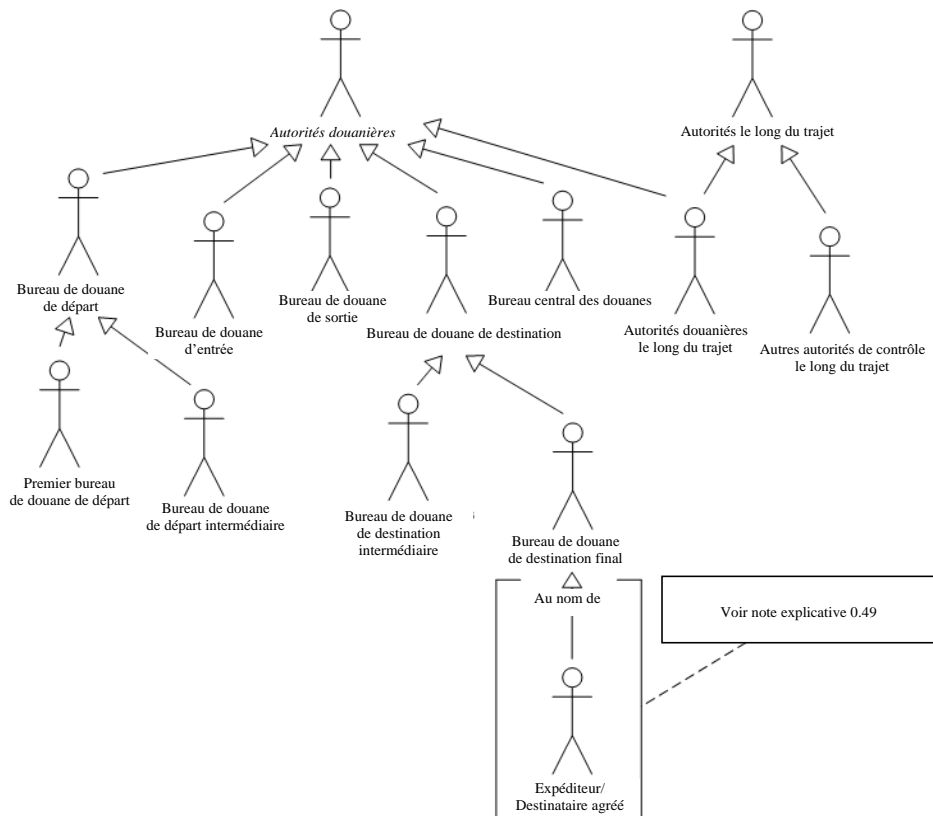 Autorités douanières
Autorités le long du trajet
Bureau de douane
de départ
Bureau de douane
d'entrée
Bureau de douane
de sortie
Bureau de douane de destination
Bureau central des douanes
Autorités douanières
le long du trajet
Autres autorités de contrôle
le long du trajet
Premier bureau
de douane de départ
Bureau de douane
de départ intermédiaire
Bureau de douane
de destination
intermédiaire
Bureau de douane
de destination final
Au nom de
Voir note explicative 0.49
Expéditeur/
Destinataire agréé